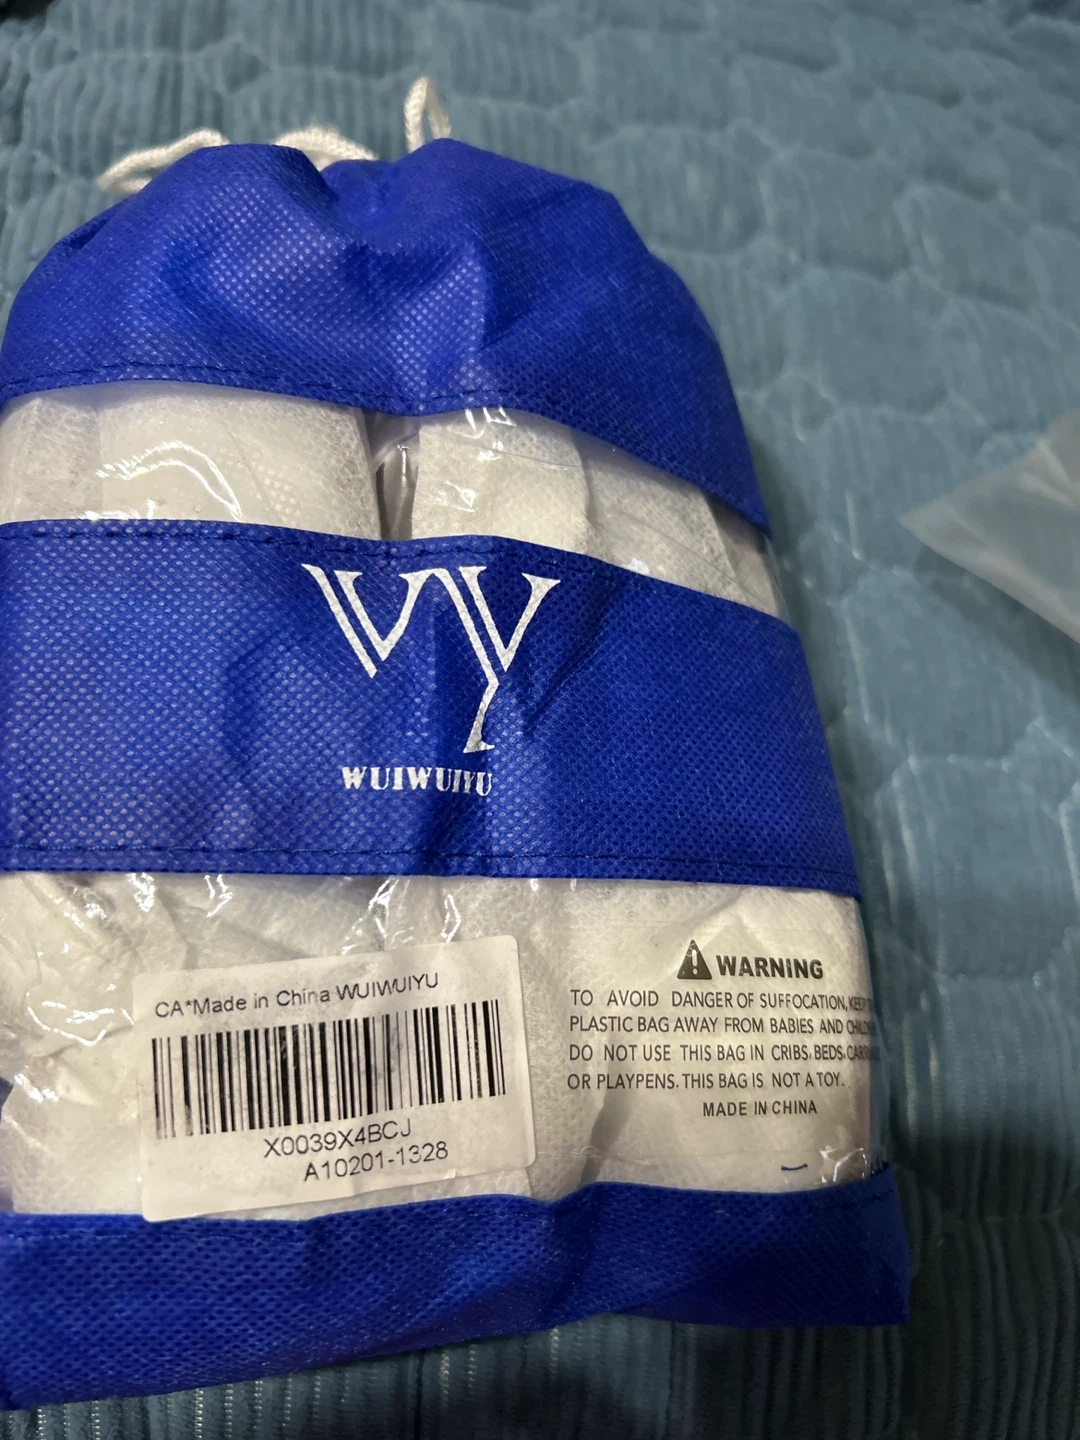 WY
WUIWUIYU
CA*Made in China WUIWUIYU
X0039X4BCJ
A10201-1328
WARNING
TO AVOID DANGER OF SUFFOCATION, KEEP
PLASTIC BAG AWAY FROM BABIES AND
DO NOT USE THIS BAG IN CRIBS, BEDS,
OR PLAYPENS. THIS BAG IS NOT A TOY.
MADE IN CHINA